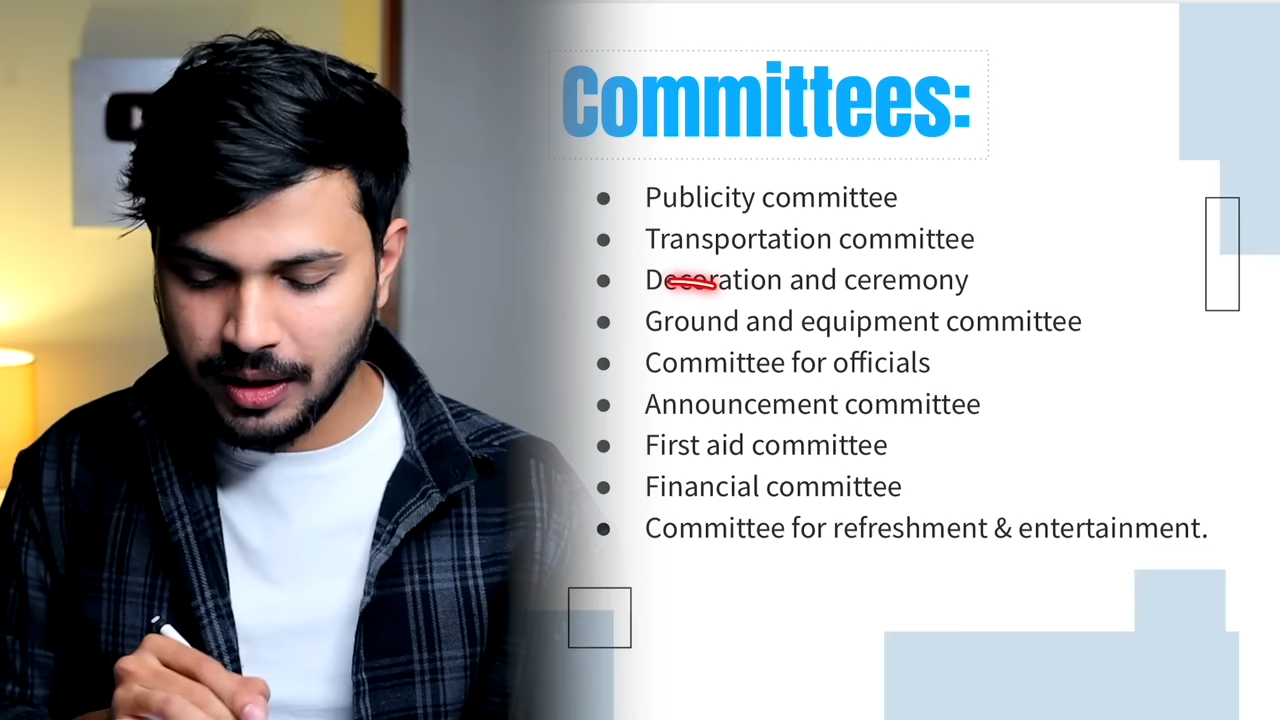 Committees:
● Publicity committee
● Transportation committee
● Decoration and ceremony
● Ground and equipment committee
● Committee for officials
● Announcement committee
● First aid committee
● Financial committee
● Committee for refreshment & entertainment.